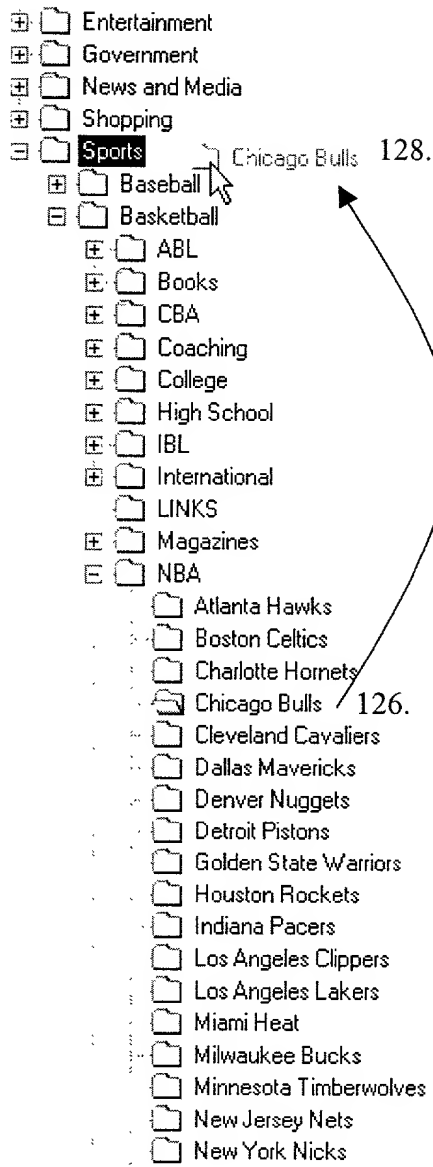 Entertainment
Government
News and Media
Shopping
Sports Chicago Bulls 128.
Baseball
Basketball
ABL
Books
CBA
Coaching
College
High School
IBL
International
LINKS
Magazines
NBA
Atlanta Hawks
Boston Celtics
Charlotte Hornets
Chicago Bulls 126.
Cleveland Cavaliers
Dallas Mavericks
Denver Nuggets
Detroit Pistons
Golden State Warriors
Houston Rockets
Indiana Pacers
Los Angeles Clippers
Los Angeles Lakers
Miami Heat
Milwaukee Bucks
Minnesota Timberwolves
New Jersey Nets
New York Nicks